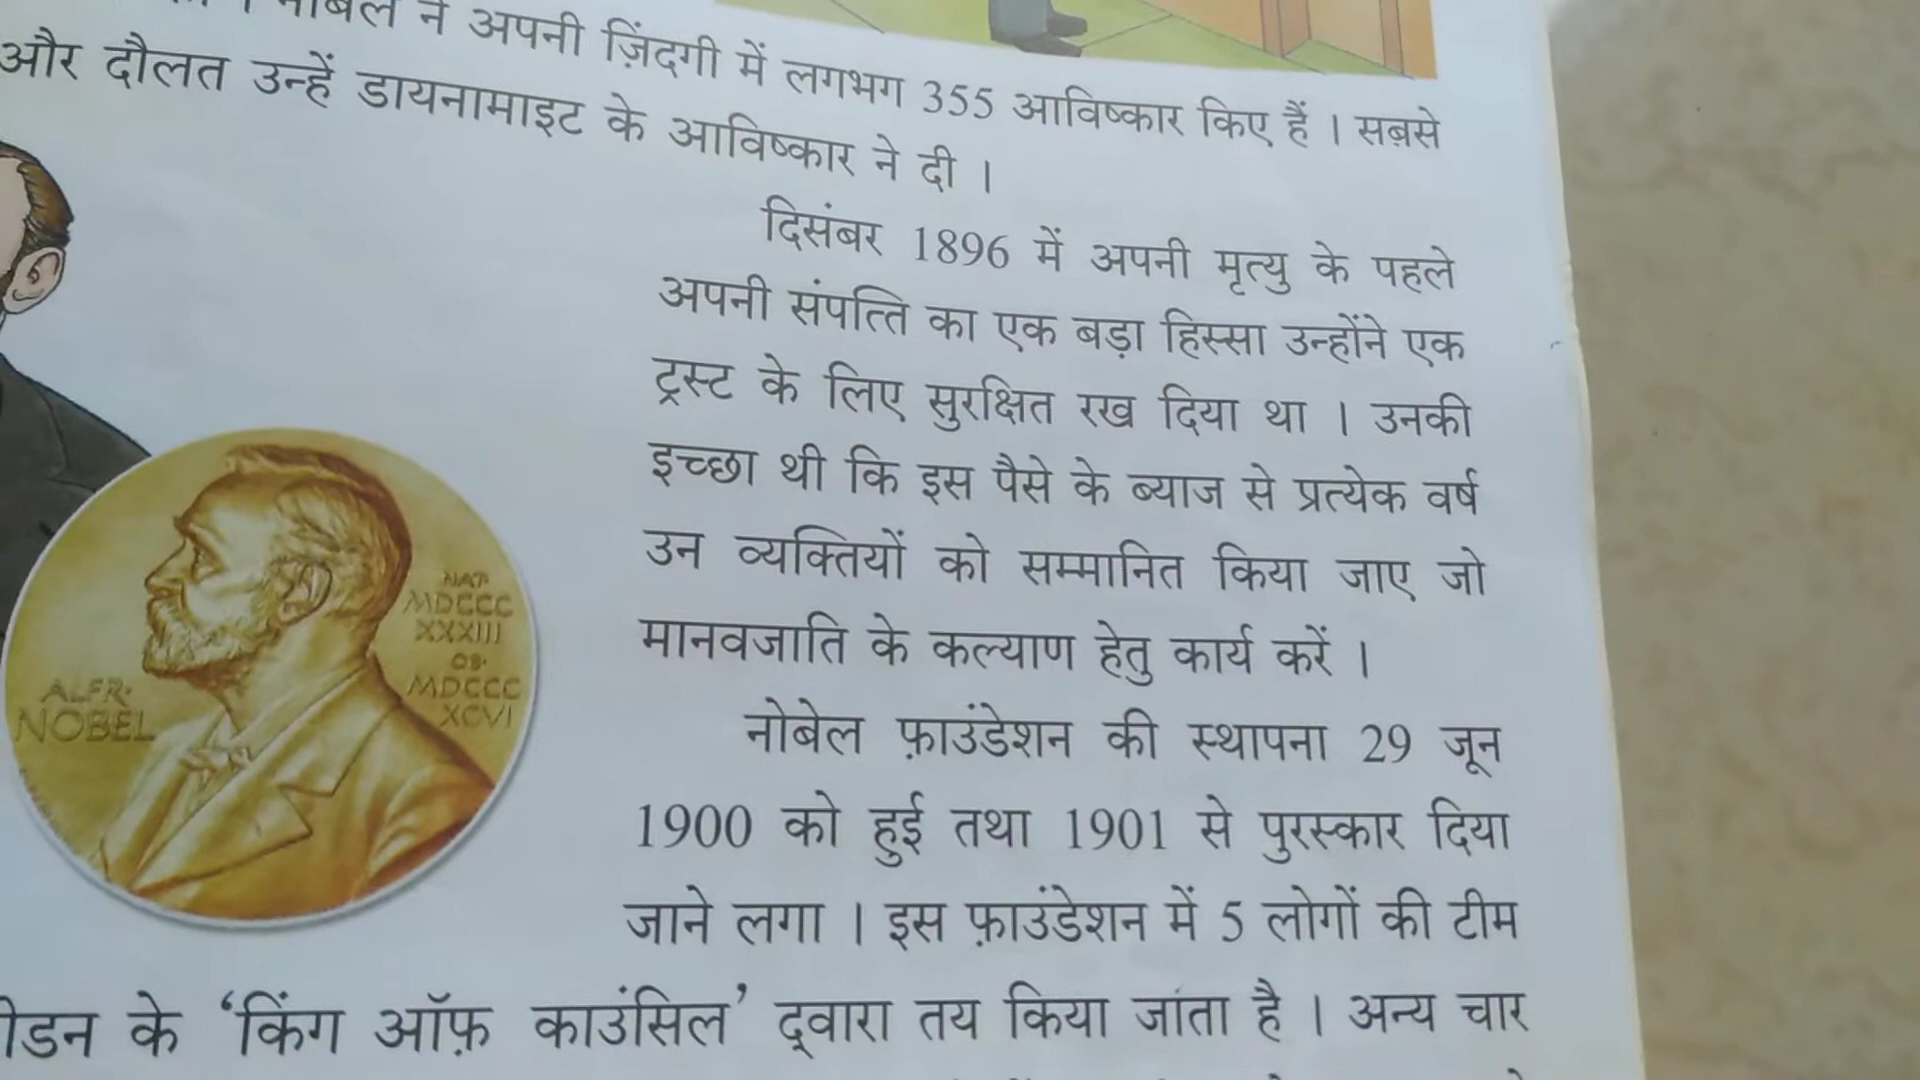 नोबेल ने अपनी ज़िंदगी में लगभग 355 आविष्कार किए हैं । सबसे
और दौलत उन्हें डायनामाइट के आविष्कार ने दी ।
दिसंबर 1896 में अपनी मृत्यु के पहले
अपनी संपत्ति का एक बड़ा हिस्सा उन्होंने एक
ट्रस्ट के लिए सुरक्षित रख दिया था । उनकी
इच्छा थी कि इस पैसे के ब्याज से प्रत्येक वर्ष
उन व्यक्तियों को सम्मानित किया जाए जो
मानवजाति के कल्याण हेतु कार्य करें ।
NAT·
MDCCC
XXXIII
OB·
MDCCC
XCVI
ALFR·
NOBEL
नोबेल फ़ाउंडेशन की स्थापना 29 जून
1900 को हुई तथा 1901 से पुरस्कार दिया
जाने लगा । इस फ़ाउंडेशन में 5 लोगों की टीम
के ‘किंग ऑफ़ काउंसिल’ द्वारा तय किया जाता है । अन्य चार